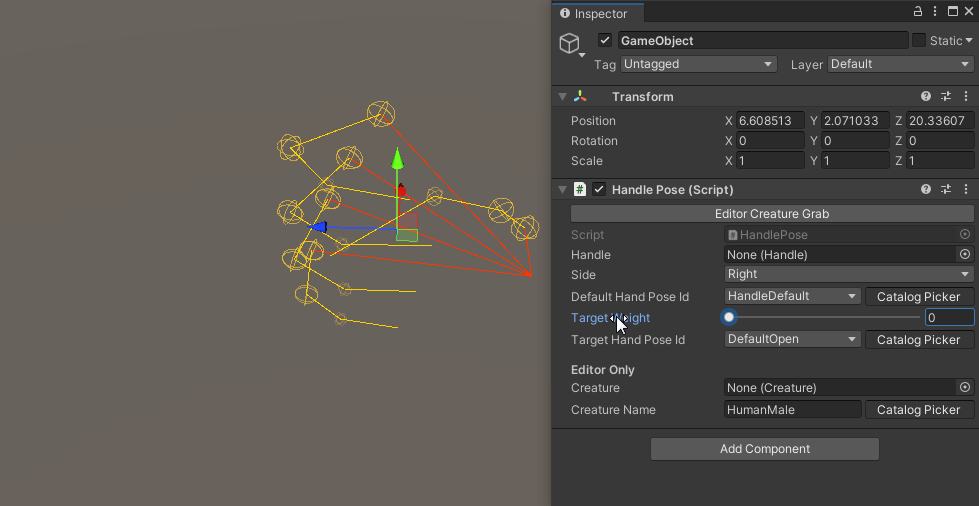 Inspector
GameObject
Static
Tag Untagged Layer Default
Transform
Position X 6.608513 Y 2.071033 Z 20.33607
Rotation X 0 Y 0 Z 0
Scale X 1 Y 1 Z 1
# Handle Pose (Script)
Editor Creature Grab
Script HandlePose
Handle None (Handle)
Side Right
Default Hand Pose Id HandleDefault Catalog Picker
Target Weight 0
Target Hand Pose Id DefaultOpen Catalog Picker
Editor Only
Creature None (Creature)
Creature Name HumanMale Catalog Picker
Add Component